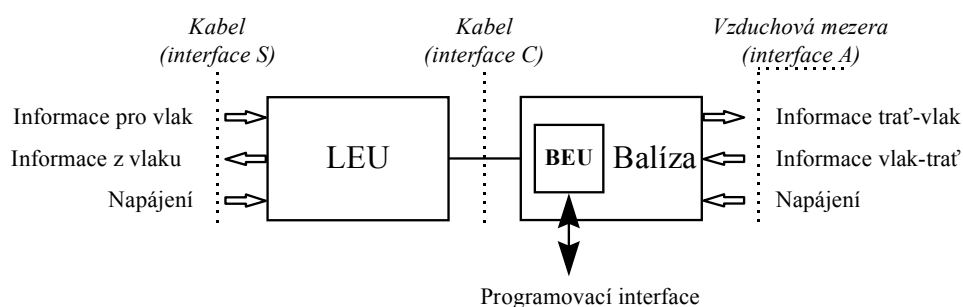 Kabel
(interface S)
Kabel
(interface C)
Vzduchová mezera
(interface A)
Informace pro vlak
Informace z vlaku
Napájení
LEU
BEU
Balíza
Informace trať-vlak
Informace vlak-trať
Napájení
Programovací interface